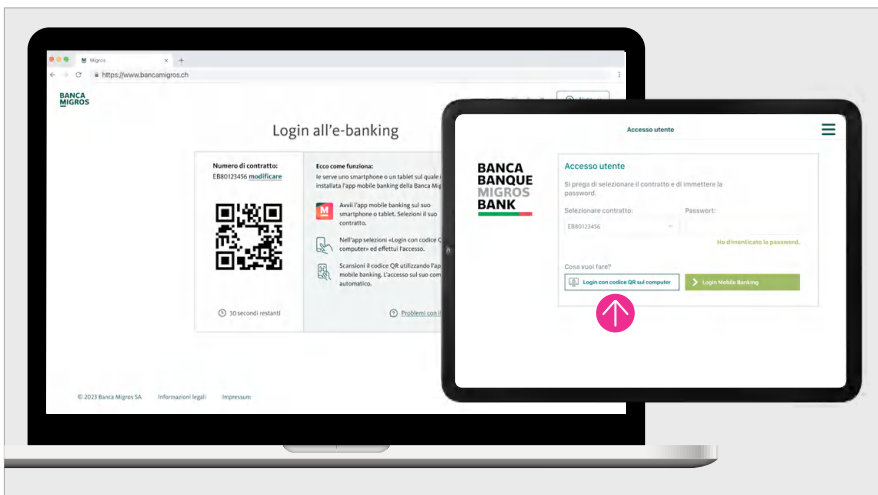 Migros
https://www.bancamigros.ch
BANCA
MIGROS
Login all'e-banking
Numero di contratto:
EB80123456 modificare
30 secondi restanti
Ecco come funziona:
le serve uno smartphone o un tablet sul quale
installata l'app mobile banking della Banca Mig
Avvii l'app mobile banking sul suo
smartphone o tablet. Selezioni il suo
contratto.
Nell'app selezioni «Login con codice Q
computer» ed effettui l'accesso.
Scansioni il codice QR utilizzando l'ap
mobile banking. L'accesso sul suo com
automatico.
Problemi con il
© 2023 Banca Migros SA Informazioni legali Impressum
Accesso utente
BANCA
BANQUE
MIGROS
BANK
Accesso utente
Si prega di selezionare il contratto e di immettere la
password.
Selezionare contratto: Passwort:
EB80123456
Ho dimenticato la password.
Cosa vuoi fare?
Login con codice QR sul computer
Login Mobile Banking